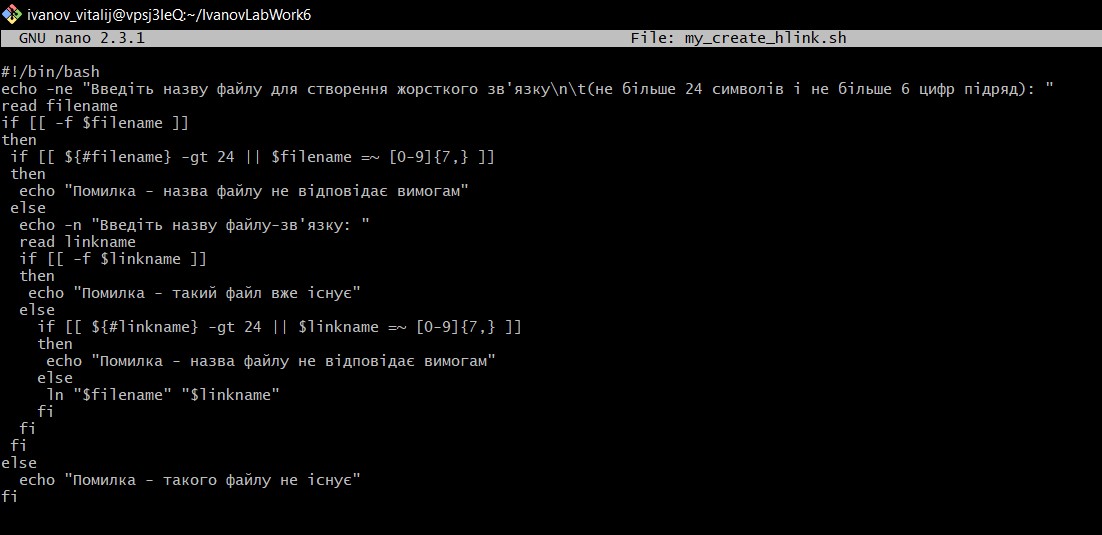 ivanov_vitalij@vpsj3IeQ:~/IvanovLabWork6
GNU nano 2.3.1 File: my_create_hlink.sh
#!/bin/bash
echo -ne "Введіть назву файлу для створення жорсткого зв'язку\n\t(не більше 24 символів і не більше 6 цифр підряд): "
read filename
if [[ -f $filename ]]
then
 if [[ ${#filename} -gt 24 || $filename =~ [0-9]{7,} ]]
 then
  echo "Помилка - назва файлу не відповідає вимогам"
 else
  echo -n "Введіть назву файлу-зв'язку: "
  read linkname
  if [[ -f $linkname ]]
  then
   echo "Помилка - такий файл вже існує"
  else
    if [[ ${#linkname} -gt 24 || $linkname =~ [0-9]{7,} ]]
    then
     echo "Помилка - назва файлу не відповідає вимогам"
    else
     ln "$filename" "$linkname"
    fi
  fi
 fi
else
  echo "Помилка - такого файлу не існує"
fi